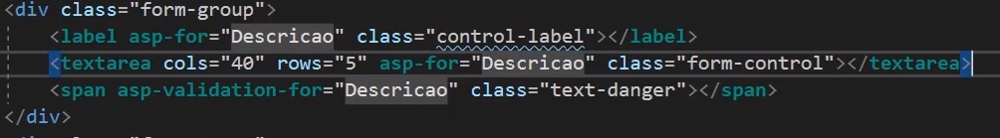 <div class="form-group">
<label asp-for="Descricao" class="control-label"></label>
<textarea cols="40" rows="5" asp-for="Descricao" class="form-control"></textarea>
<span asp-validation-for="Descricao" class="text-danger"></span>
</div>